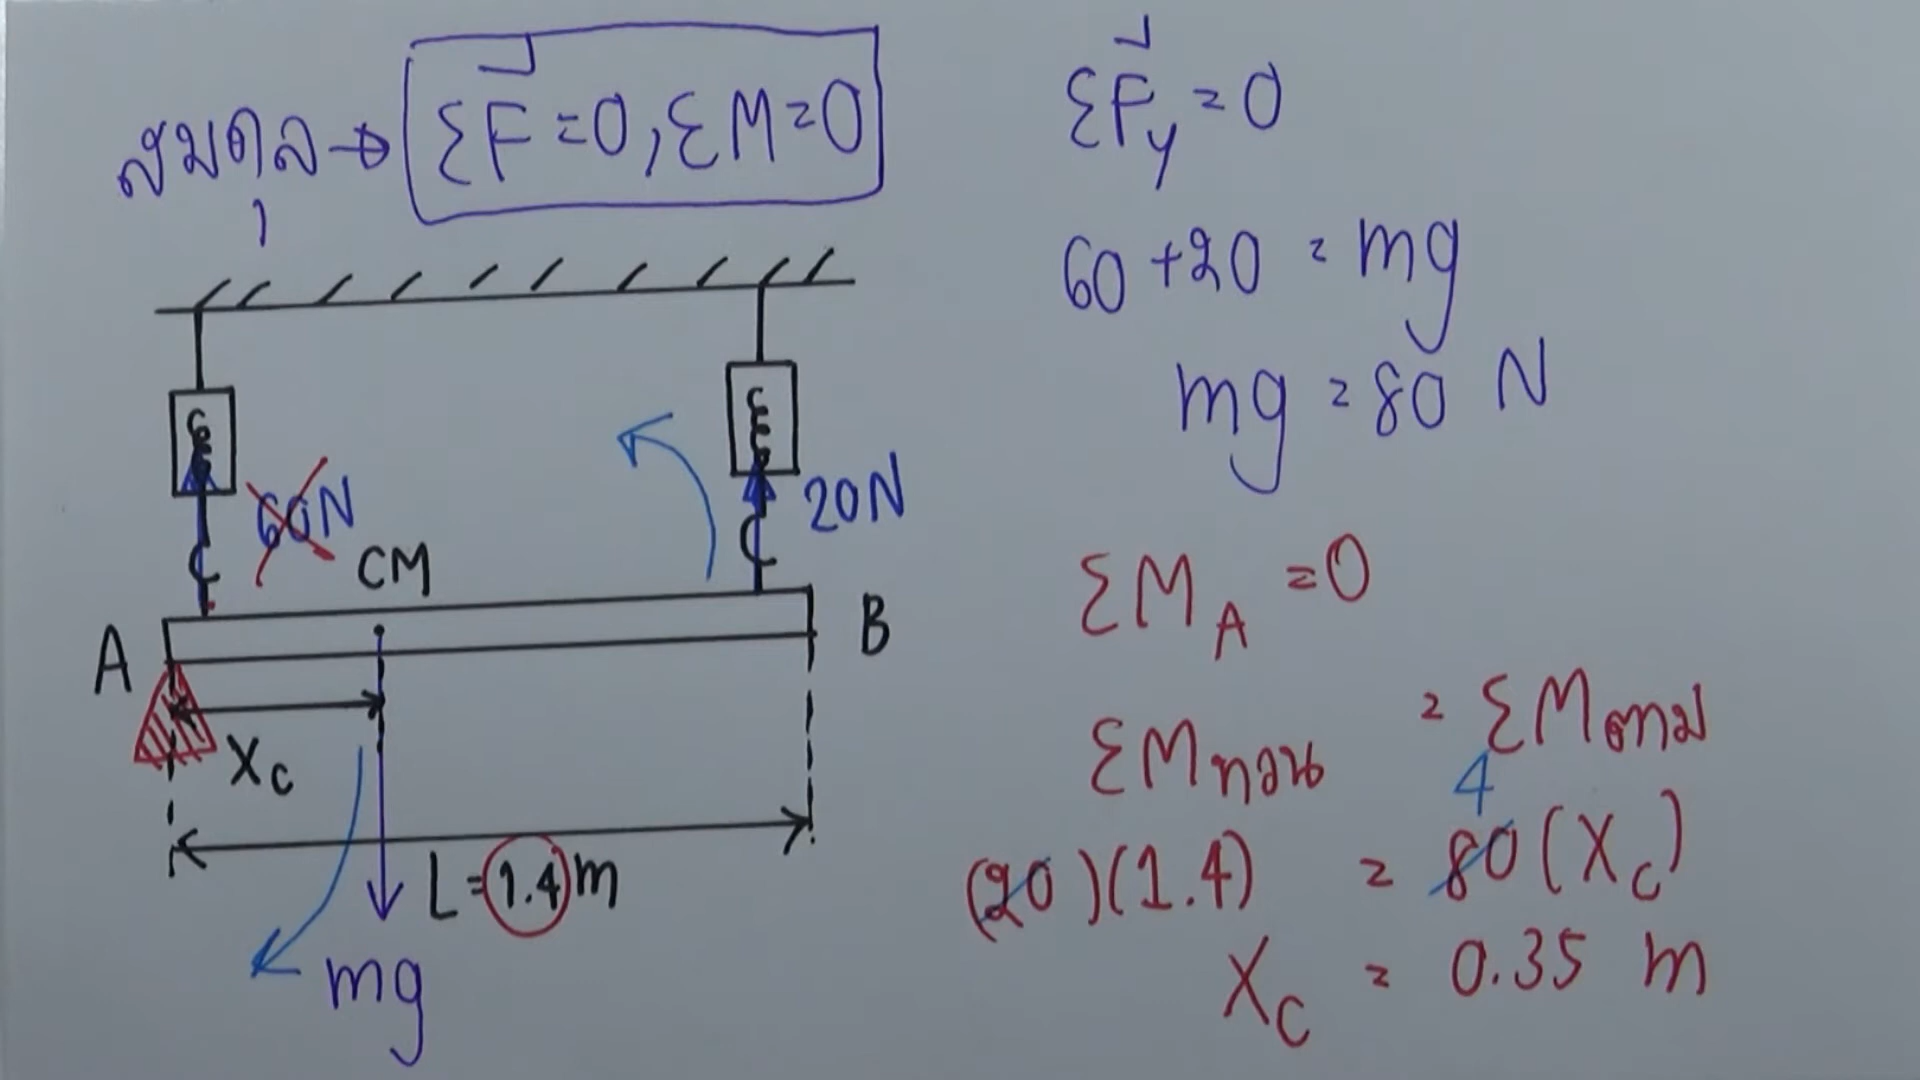 สมดุล → ΣF = 0, ΣM = 0
60N
20N
CM
A
B
Xc
L = 1.4 m
mg
ΣFy = 0
60 + 20 = mg
mg = 80 N
ΣMA = 0
ΣMทวน = ΣMตาม
4
(20)(1.4) = 80(Xc)
Xc = 0.35 m